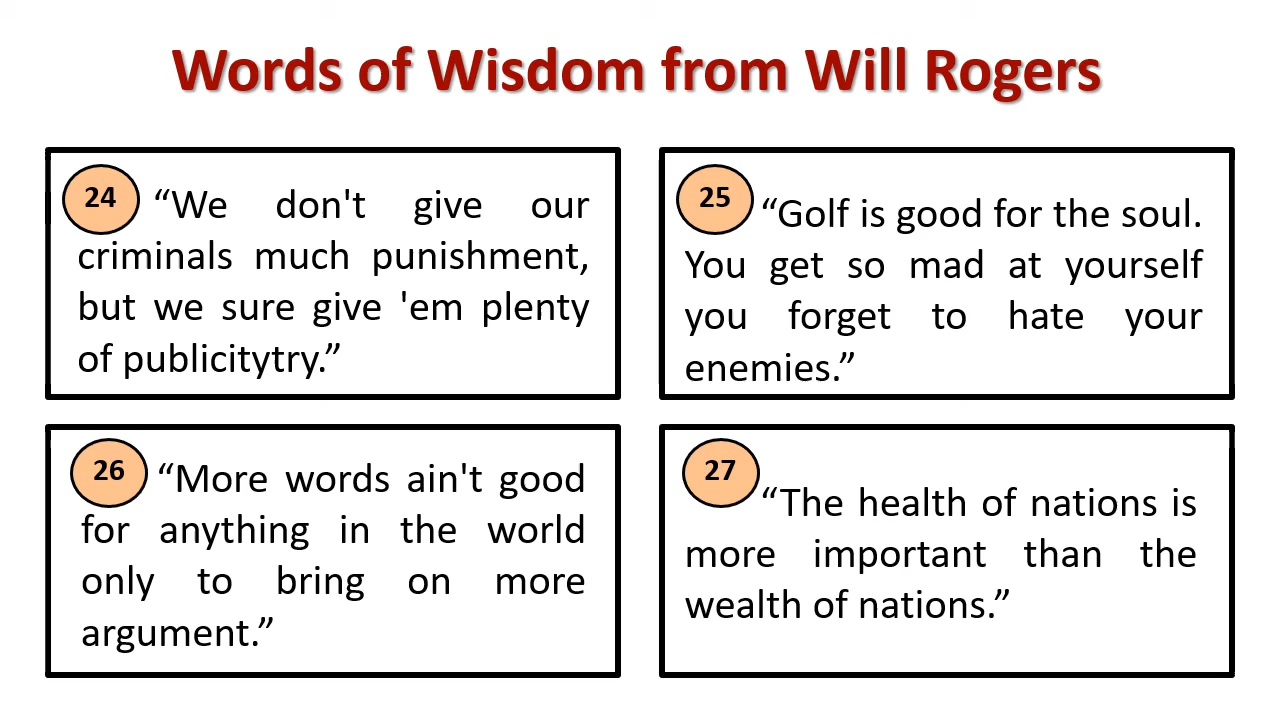 Words of Wisdom from Will Rogers
24
“We don't give our
criminals much punishment,
but we sure give 'em plenty
of publicitytry.”
25
“Golf is good for the soul.
You get so mad at yourself
you forget to hate your
enemies.”
26
“More words ain't good
for anything in the world
only to bring on more
argument.”
27
“The health of nations is
more important than the
wealth of nations.”